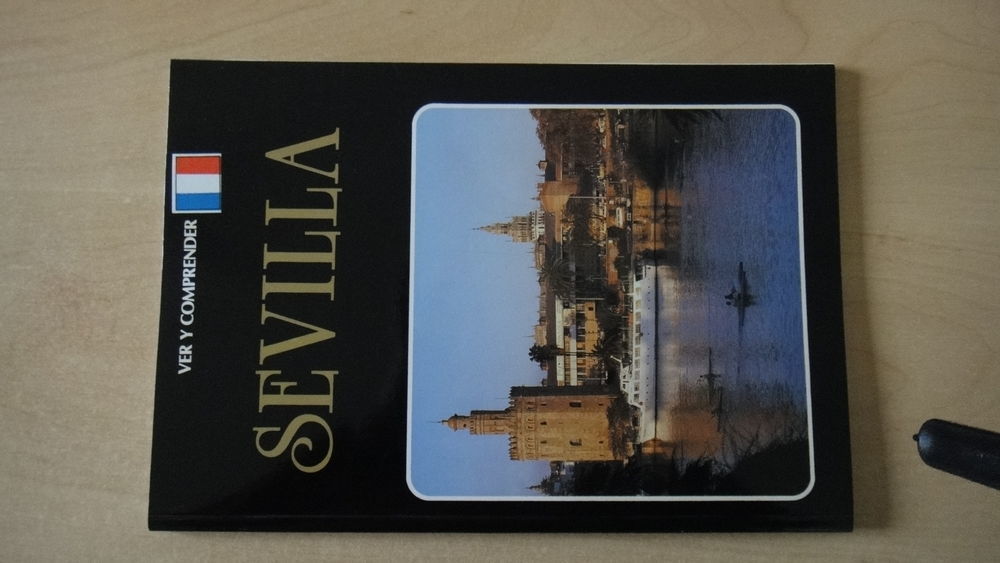 VER Y COMPRENDER
SEVILLA